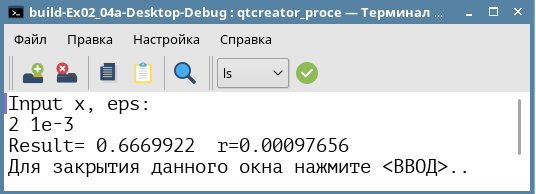 build-Ex02_04a-Desktop-Debug : qtcreator_proce — Терминал ...
Файл Правка Настройка Справка
ls
Input x, eps:
2 1e-3
Result= 0.6669922  r=0.00097656
Для закрытия данного окна нажмите <ВВОД>..